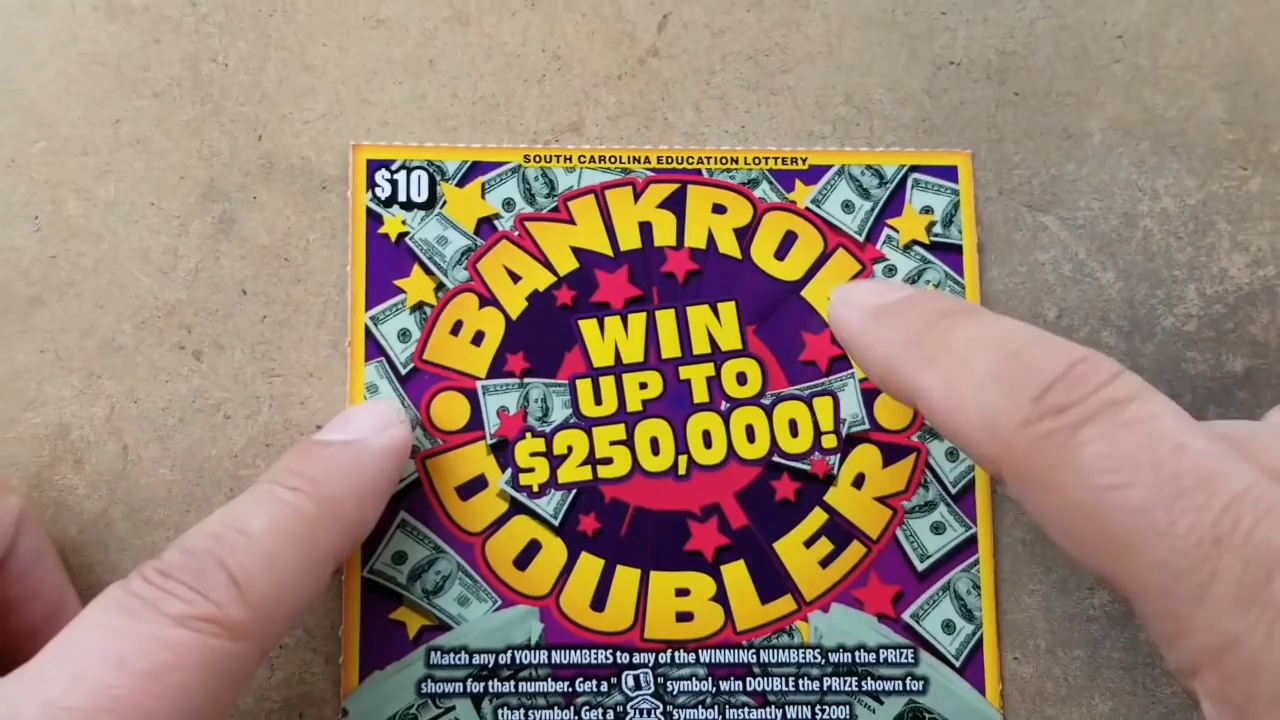 SOUTH CAROLINA EDUCATION LOTTERY
$10
BANKROLL
WIN
UP TO
$250,000!
DOUBLER
Match any of YOUR NUMBERS to any of the WINNING NUMBERS, win the PRIZE
shown for that number. Get a " " symbol, win DOUBLE the PRIZE shown for
that symbol. Get a " " symbol, instantly WIN $200!